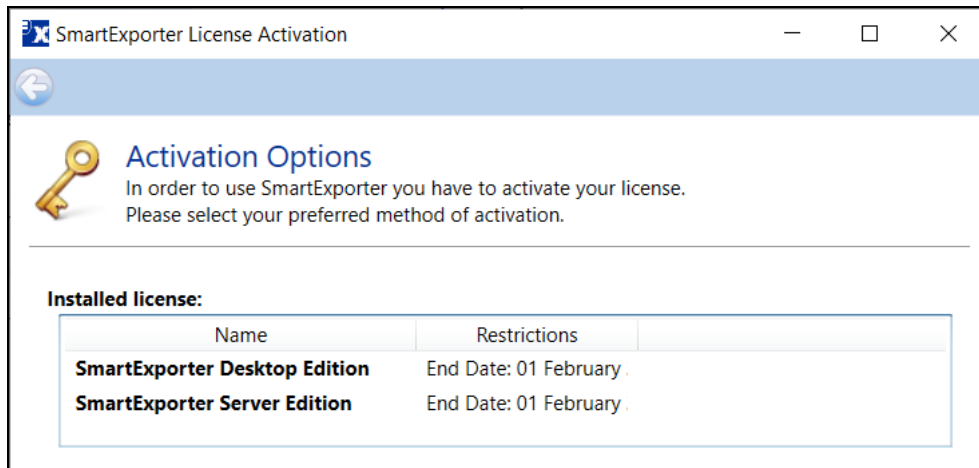 SmartExporter License Activation
Activation Options
In order to use SmartExporter you have to activate your license.
Please select your preferred method of activation.
Installed license:
Name Restrictions
SmartExporter Desktop Edition End Date: 01 February
SmartExporter Server Edition End Date: 01 February